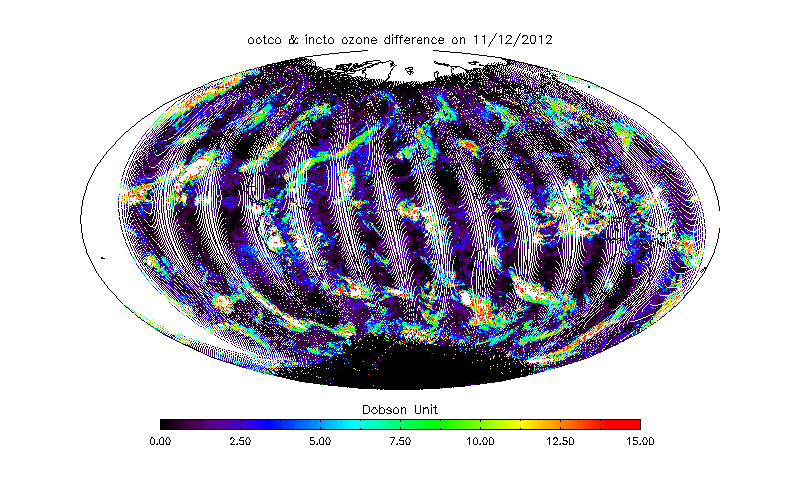 ootco & incto ozone difference on 11/12/2012
Dobson Unit
0.00 2.50 5.00 7.50 10.00 12.50 15.00